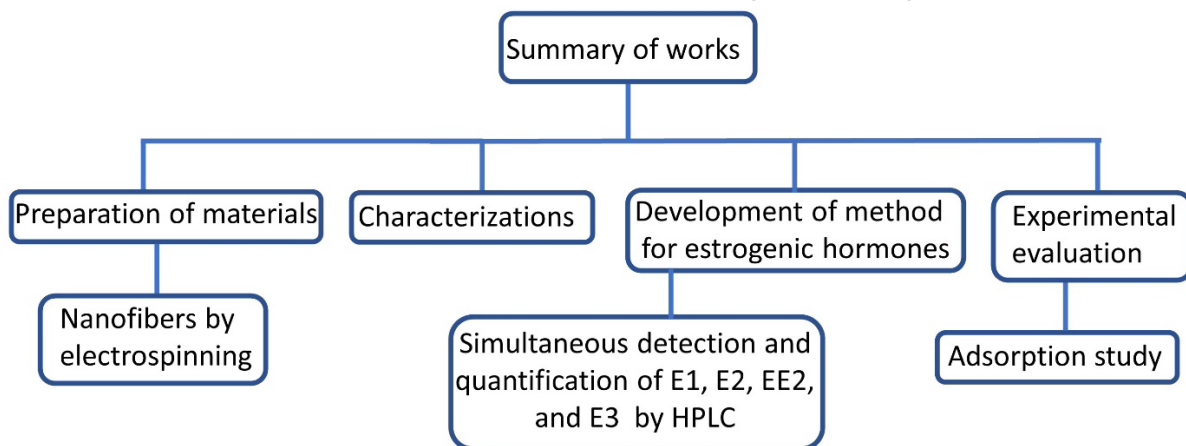 Summary of works
Preparation of materials
Characterizations
Development of method
for estrogenic hormones
Experimental
evaluation
Nanofibers by
electrospinning
Simultaneous detection and
quantification of E1, E2, EE2,
and E3 by HPLC
Adsorption study